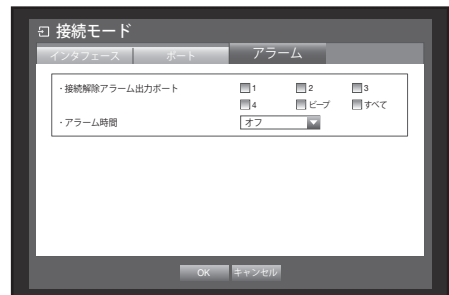 接続モード
インタフェース ポート アラーム
・接続解除アラーム出力ポート 1 2 3
4 ビープ すべて
・アラーム時間 オフ
OK キャンセル